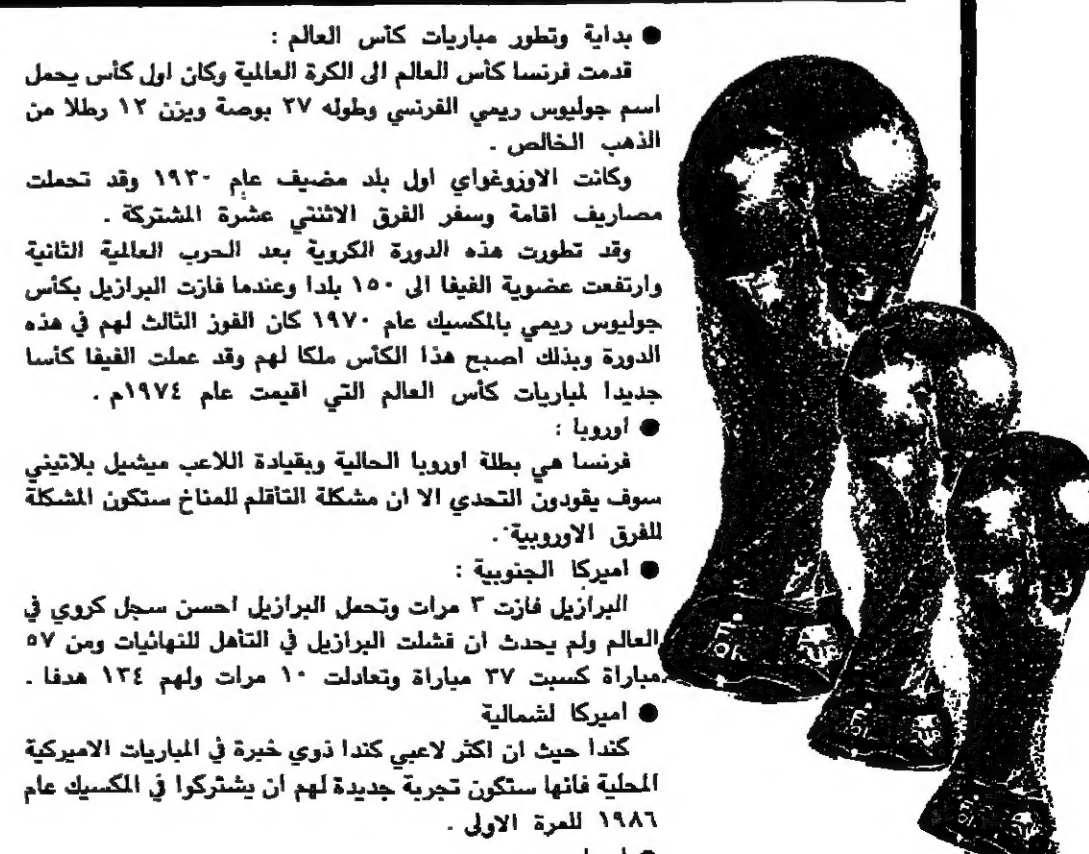 ● بداية وتطور مباريات كأس العالم :
قدمت فرنسا كأس العالم الى الكرة العالمية وكان اول كأس يحمل
اسم جوليوس ريمي الفرنسي وطوله ٢٧ بوصة ويزن ١٢ رطلا من
الذهب الخالص .
وكانت الاوزوغواي اول بلد مضيف عام ١٩٣٠ وقد تحملت
مصاريف اقامة وسفر الفرق الاثنتي عشرة المشتركة .
وقد تطورت هذه الدورة الكروية بعد الحرب العالمية الثانية
وارتفعت عضوية الفيفا الى ١٥٠ بلدا وعندما فازت البرازيل بكأس
جوليوس ريمي بالمكسيك عام ١٩٧٠ كان الفوز الثالث لهم في هذه
الدورة وبذلك اصبح هذا الكأس ملكا لهم وقد عملت الفيفا كأسا
جديدا لمباريات كأس العالم التي اقيمت عام ١٩٧٤م .
● اوروبا :
فرنسا هي بطلة اوروبا الحالية وبقيادة اللاعب ميشيل بلاتيني
سوف يقودون التحدي الا ان مشكلة التأقلم للمناخ ستكون المشكلة
للفرق الاوروبية .
● اميركا الجنوبية :
البرازيل فازت ٣ مرات وتحمل البرازيل احسن سجل كروي في
العالم ولم يحدث ان فشلت البرازيل في التأهل للنهائيات ومن ٥٧
مباراة كسبت ٣٧ مباراة وتعادلت ١٠ مرات ولهم ١٣٤ هدفا .
● اميركا لشمالية
كندا حيث ان اكثر لاعبي كندا ذوي خبرة في المباريات الاميركية
المحلية فانها ستكون تجربة جديدة لهم ان يشتركوا في المكسيك عام
١٩٨٦ للمرة الاولى .